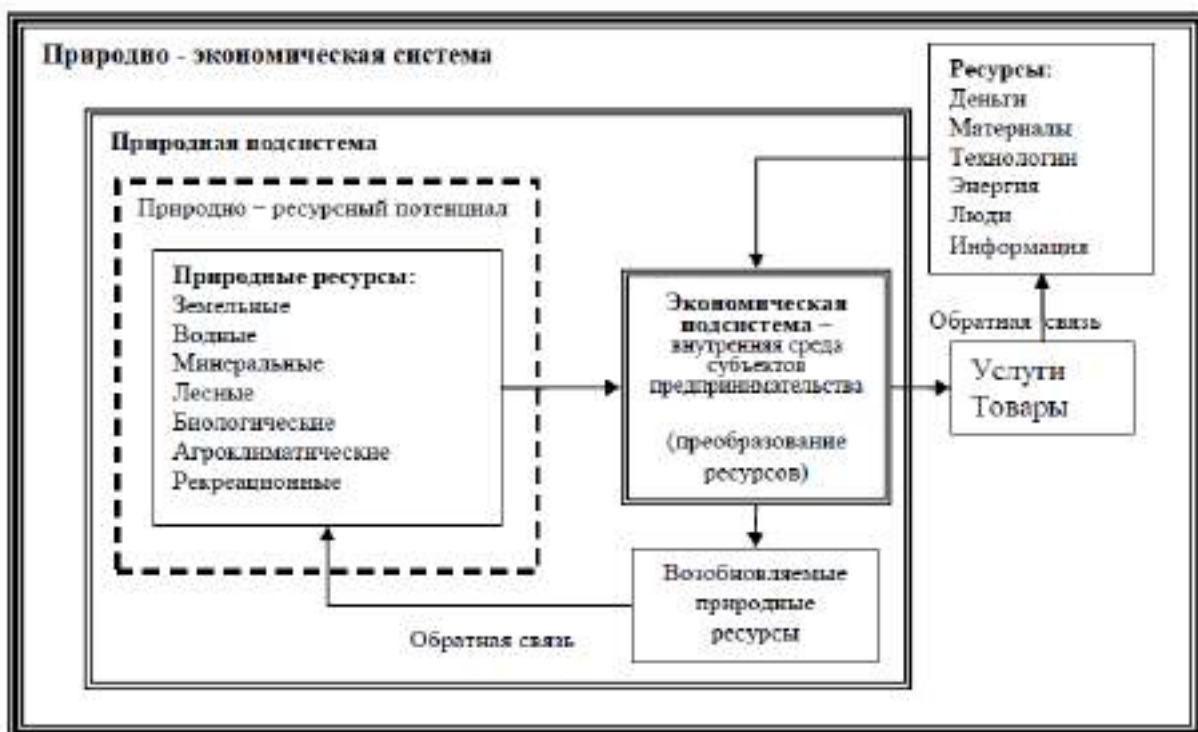 Природно - экономическая система
Природная подсистема
Природно – ресурсный потенциал
Природные ресурсы:
Земельные
Водные
Минеральные
Лесные
Биологические
Агроклиматические
Рекреационные
Экономическая
подсистема –
внутренняя среда
субъектов
предпринимательства
(преобразование
ресурсов)
Возобновляемые
природные
ресурсы
Обратная связь
Ресурсы:
Деньги
Материалы
Технологии
Энергия
Люди
Информация
Обратная связь
Услуги
Товары